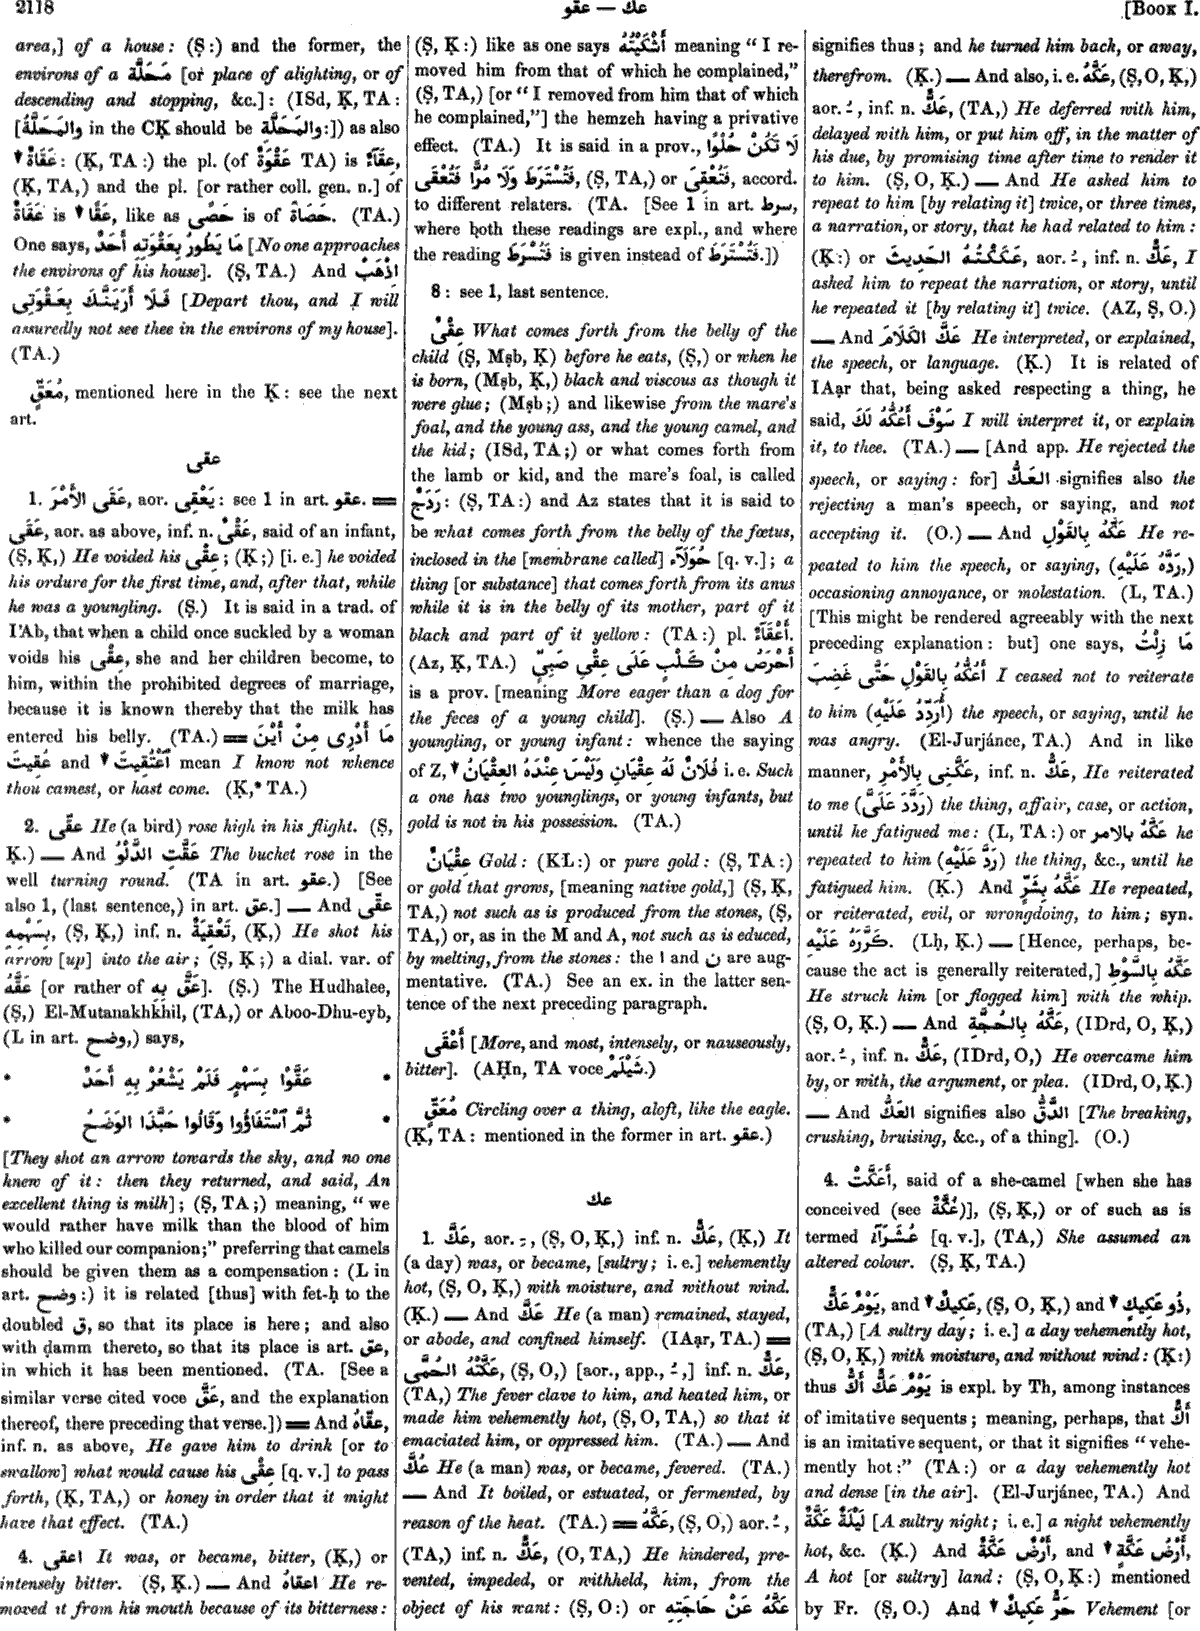 2118
عقو — عك
[Book I.
area,] of a house: (Ṣ:) and the former, the
environs of a مَحَلَّة [or place of alighting, or of
descending and stopping, &c.]: (ISd, Ḳ, TA:
[والمَحَلَّةُ in the CḲ should be والمَحَلَّةِ:]) as also
▼ عَقَاةٌ: (Ḳ, TA:) the pl. (of عَقْوَةٌ TA) is عِقَآءٌ,
(Ḳ, TA,) and the pl. [or rather coll. gen. n.] of
عَقَاةٌ is ▼ عَقًا, like as حَصًى is of حَصَاةٌ. (TA.)
One says, مَا يَطُورُ بِعَقْوَتِهِ أَحَدٌ [No one approaches
the environs of his house]. (Ṣ, TA.) And اِذْهَبْ
فَلَا أَرَيَنَّكَ بِعَقْوَتِى [Depart thou, and I will
assuredly not see thee in the environs of my house].
(TA.)
مُعَقٍّ, mentioned here in the Ḳ: see the next
art.
عقى
1. عَقَى الأَمْرَ, aor. يَعْقِى: see 1 in art. عقو. ==
عَقَى, aor. as above, inf. n. عَقْىٌ, said of an infant,
(Ṣ, Ḳ,) He voided his عِقْى; (Ḳ;) [i. e.] he voided
his ordure for the first time, and, after that, while
he was a youngling. (Ṣ.) It is said in a trad. of
I'Ab, that when a child once suckled by a woman
voids his عِقْى, she and her children become, to
him, within the prohibited degrees of marriage,
because it is known thereby that the milk has
entered his belly. (TA.) == مَا أَدْرِى مِنْ أَيْنَ
عُقِيتَ and ▼ اُعْتُقِيتَ mean I know not whence
thou camest, or hast come. (Ḳ,* TA.)
2. عقّى He (a bird) rose high in his flight. (Ṣ,
Ḳ.) — And عَقَّتِ الدَّلْوُ The bucket rose in the
well turning round. (TA in art. عقو.) [See
also 1, (last sentence,) in art. عق.] — And عقّى
بِسَهْمِهِ, (Ṣ, Ḳ,) inf. n. تَعْقِيَةٌ, (Ḳ,) He shot his
arrow [up] into the air; (Ṣ, Ḳ;) a dial. var. of
عَقَّهُ [or rather of عَقَّ بِهِ]. (Ṣ.) The Hudhalee,
(Ṣ,) El-Mutanakhkhil, (TA,) or Aboo-Dhu-eyb,
(L in art. وضح,) says,
* عَقَّوْا بِسَهْمٍ فَلَمْ يَشْعُرْ بِهِ أَحَدٌ *
* ثُمَّ ٱسْتَفَاؤُوا وَقَالُوا حَبَّذَا الوَضَحُ *
[They shot an arrow towards the sky, and no one
knew of it: then they returned, and said, An
excellent thing is milk]; (Ṣ, TA;) meaning, "we
would rather have milk than the blood of him
who killed our companion;" preferring that camels
should be given them as a compensation: (L in
art. وضح:) it is related [thus] with fet-ḥ to the
doubled ق, so that its place is here; and also
with ḍamm thereto, so that its place is art. عق,
in which it has been mentioned. (TA. [See a
similar verse cited voce عَقَّ, and the explanation
thereof, there preceding that verse.]) == And عقّاهُ,
inf. n. as above, He gave him to drink [or to
swallow] what would cause his عِقْى [q. v.] to pass
forth, (Ḳ, TA,) or honey in order that it might
have that effect. (TA.)
4. اعقى It was, or became, bitter, (Ḳ,) or
intensely bitter. (Ṣ, Ḳ.) — And اعقاهُ He re-
moved it from his mouth because of its bitterness:
(Ṣ, Ḳ:) like as one says أَشْكَيْتُهُ meaning "I re-
moved him from that of which he complained,"
(Ṣ, TA,) [or "I removed from him that of which
he complained,"] the hemzeh having a privative
effect. (TA.) It is said in a prov., لَا تَكُنْ حُلْوًا
فَتُسْتَرَطَ وَلَا مُرًّا فَتُعْقَى, (Ṣ, TA,) or فَتُعْقِىَ, accord.
to different relaters. (TA. [See 1 in art. سرط,
where both these readings are expl., and where
the reading فَتُسْرَطَ is given instead of فَتُسْتَرَطَ.])
8: see 1, last sentence.
عِقْىٌ What comes forth from the belly of the
child (Ṣ, Mṣb, Ḳ) before he eats, (Ṣ,) or when he
is born, (Mṣb, Ḳ,) black and viscous as though it
were glue; (Mṣb;) and likewise from the mare's
foal, and the young ass, and the young camel, and
the kid; (ISd, TA;) or what comes forth from
the lamb or kid, and the mare's foal, is called
رَدَجٌ: (Ṣ, TA:) and Az states that it is said to
be what comes forth from the belly of the fœtus,
inclosed in the [membrane called] حُوَلَآء [q. v.]; a
thing [or substance] that comes forth from its anus
while it is in the belly of its mother, part of it
black and part of it yellow: (TA:) pl. أَعْقَآءٌ.
(Az, Ḳ, TA.) أَحْرَصُ مِنْ كَلْبٍ عَلَى عِقْىِ صَبِىٍّ
is a prov. [meaning More eager than a dog for
the feces of a young child]. (Ṣ.) — Also A
youngling, or young infant: whence the saying
of Z, ▼ فُلَانٌ لَهُ عِقْيَانِ وَلَيْسَ عِنْدَهُ العِقْيَانُ i. e. Such
a one has two younglings, or young infants, but
gold is not in his possession. (TA.)
عِقْيَانٌ Gold: (KL:) or pure gold: (Ṣ, TA:)
or gold that grows, [meaning native gold,] (Ṣ, Ḳ,
TA,) not such as is produced from the stones, (Ṣ,
TA,) or, as in the M and A, not such as is educed,
by melting, from the stones: the ا and ن are aug-
mentative. (TA.) See an ex. in the latter sen-
tence of the next preceding paragraph.
أَعْقَى [More, and most, intensely, or nauseously,
bitter]. (AḤn, TA voce شَيْلَمٌ.)
مُعَقٍّ Circling over a thing, aloft, like the eagle.
(Ḳ, TA: mentioned in the former in art. عقو.)
عك
1. عَكَّ, aor. ـِ, (Ṣ, O, Ḳ,) inf. n. عَكٌّ, (Ḳ,) It
(a day) was, or became, [sultry; i. e.] vehemently
hot, (Ṣ, O, Ḳ,) with moisture, and without wind.
(Ḳ.) — And عَكَّ He (a man) remained, stayed,
or abode, and confined himself. (IAạr, TA.) ==
عَكَّتْهُ الحُمَّى, (Ṣ, O,) [aor., app., ـُ,] inf. n. عَكٌّ,
(TA,) The fever clave to him, and heated him, or
made him vehemently hot, (Ṣ, O, TA,) so that it
emaciated him, or oppressed him. (TA.) — And
عُكَّ He (a man) was, or became, fevered. (TA.)
— And It boiled, or estuated, or fermented, by
reason of the heat. (TA.) == عَكَّهُ, (Ṣ, O,) aor. ـُ,
(TA,) inf. n. عَكٌّ, (O, TA,) He hindered, pre-
vented, impeded, or withheld, him, from the
object of his want: (Ṣ, O:) or عَكَّهُ عَنْ حَاجَتِهِ
signifies thus; and he turned him back, or away,
therefrom. (Ḳ.) — And also, i. e. عَكَّهُ, (Ṣ, O, Ḳ,)
aor. ـُ, inf. n. عَكٌّ, (TA,) He deferred with him,
delayed with him, or put him off, in the matter of
his due, by promising time after time to render it
to him. (Ṣ, O, Ḳ.) — And He asked him to
repeat to him [by relating it] twice, or three times,
a narration, or story, that he had related to him:
(Ḳ:) or عَكَكْتُهُ الحَدِيثَ, aor. ـُ, inf. n. عَكٌّ, I
asked him to repeat the narration, or story, until
he repeated it [by relating it] twice. (AZ, Ṣ, O.)
— And عَكَّ الكَلَامَ He interpreted, or explained,
the speech, or language. (Ḳ.) It is related of
IAạr that, being asked respecting a thing, he
said, سَوْفَ أَعُكُّهُ لَكَ I will interpret it, or explain
it, to thee. (TA.) — [And app. He rejected the
speech, or saying: for] العَكُّ signifies also the
rejecting a man's speech, or saying, and not
accepting it. (O.) — And عَكَّهُ بِالقَوْلِ He re-
peated to him the speech, or saying, (رَدَّهُ عَلَيْهِ,)
occasioning annoyance, or molestation. (L, TA.)
[This might be rendered agreeably with the next
preceding explanation: but] one says, مَا زِلْتُ
أَعُكُّهُ بِالقَوْلِ حَتَّى غَضِبَ I ceased not to reiterate
to him (أُرَدِّدُ عَلَيْهِ) the speech, or saying, until he
was angry. (El-Jurjánee, TA.) And in like
manner, عَكَّنِى بِالأَمْرِ, inf. n. عَكٌّ, He reiterated
to me (رَدَّدَ عَلَىَّ) the thing, affair, case, or action,
until he fatigued me: (L, TA:) or عَكَّهُ بالامر he
repeated to him (رَدَّ عَلَيْهِ) the thing, &c., until he
fatigued him. (Ḳ.) And عَكَّهُ بِشَرٍّ He repeated,
or reiterated, evil, or wrongdoing, to him; syn.
كَرَّرَهُ عَلَيْهِ. (Lḥ, Ḳ.) — [Hence, perhaps, be-
cause the act is generally reiterated,] عَكَّهُ بِالسَّوْطِ
He struck him [or flogged him] with the whip.
(Ṣ, O, Ḳ.) — And عَكَّهُ بِالحُجَّةِ, (IDrd, O, Ḳ,)
aor. ـُ, inf. n. عَكٌّ, (IDrd, O,) He overcame him
by, or with, the argument, or plea. (IDrd, O, Ḳ.)
— And العَكُّ signifies also الدَّقُّ [The breaking,
crushing, bruising, &c., of a thing]. (O.)
4. أَعَكَّتْ, said of a she-camel [when she has
conceived (see عُكَّةٌ)], (Ṣ, Ḳ,) or of such as is
termed عُشَرَآء [q. v.], (TA,) She assumed an
altered colour. (Ṣ, Ḳ, TA.)
يَوْمٌ عَكٌّ, and ▼ عَكِيكٌ, (Ṣ, O, Ḳ,) and ▼ ذُو عَكِيكٍ,
(TA,) [A sultry day; i. e.] a day vehemently hot,
(Ṣ, O, Ḳ,) with moisture, and without wind: (Ḳ:)
thus يَوْمٌ عَكٌّ أَكٌّ is expl. by Th, among instances
of imitative sequents; meaning, perhaps, that أَكٌّ
is an imitative sequent, or that it signifies "vehe-
mently hot:" (TA:) or a day vehemently hot
and dense [in the air]. (El-Jurjánee, TA.) And
لَيْلَةٌ عَكَّةٌ [A sultry night; i. e.] a night vehemently
hot, &c. (Ḳ.) And أَرْضٌ عَكَّةٌ, and ▼ أَرْضُ عُكَّةٍ,
A hot [or sultry] land: (Ṣ, O, Ḳ:) mentioned
by Fr. (Ṣ, O.) And ▼ حَرٌّ عَكِيكٌ Vehement [or